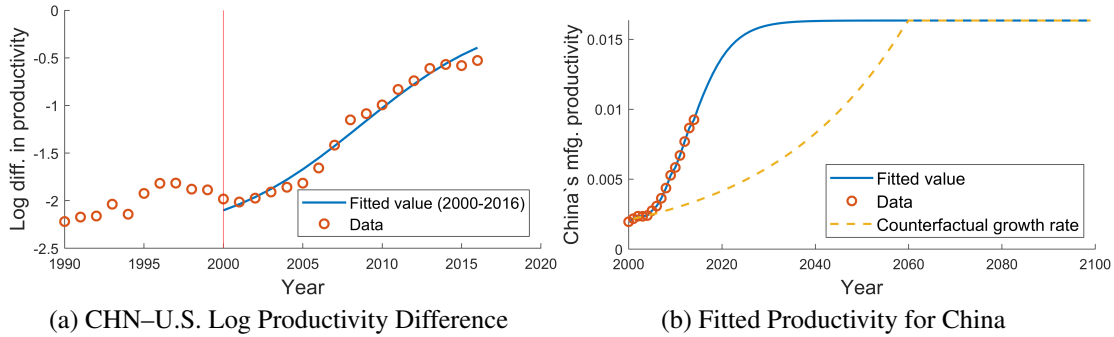 0
-0.5
-1
-1.5
-2
-2.5
Log diff. in productivity
1990
1995
2000
2005
2010
2015
2020
Year
Fitted value (2000-2016)
Data
(a) CHN–U.S. Log Productivity Difference
0.015
0.01
0.005
0
China's mfg. productivity
2000
2020
2040
2060
2080
2100
Year
Fitted value
Data
Counterfactual growth rate
(b) Fitted Productivity for China